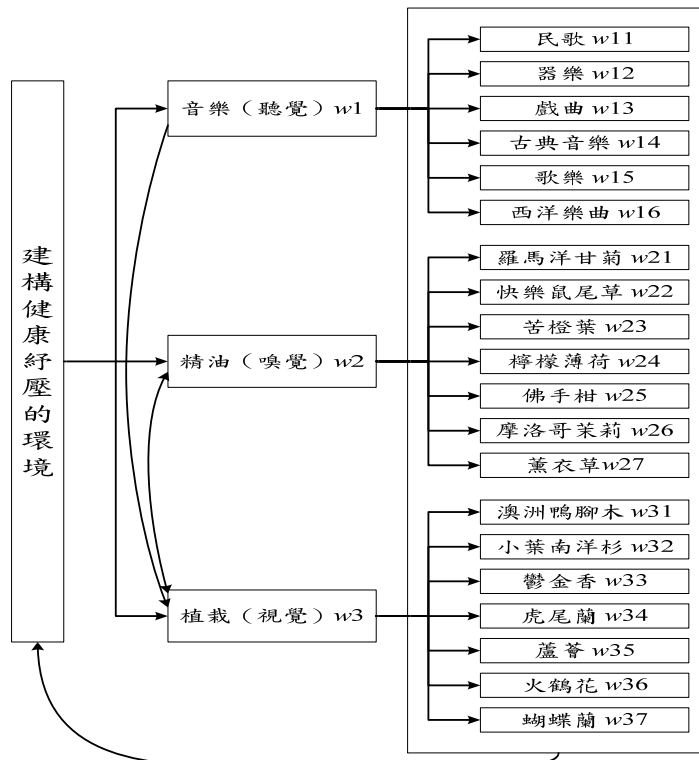 建構健康紓壓的環境
音樂（聽覺）w1
民歌 w11
器樂 w12
戲曲 w13
古典音樂 w14
歌樂 w15
西洋樂曲 w16
精油（嗅覺）w2
羅馬洋甘菊 w21
快樂鼠尾草 w22
苦橙葉 w23
檸檬薄荷 w24
佛手柑 w25
摩洛哥茉莉 w26
薰衣草w27
植栽（視覺）w3
澳洲鴨腳木 w31
小葉南洋杉 w32
鬱金香 w33
虎尾蘭 w34
蘆薈 w35
火鶴花 w36
蝴蝶蘭 w37